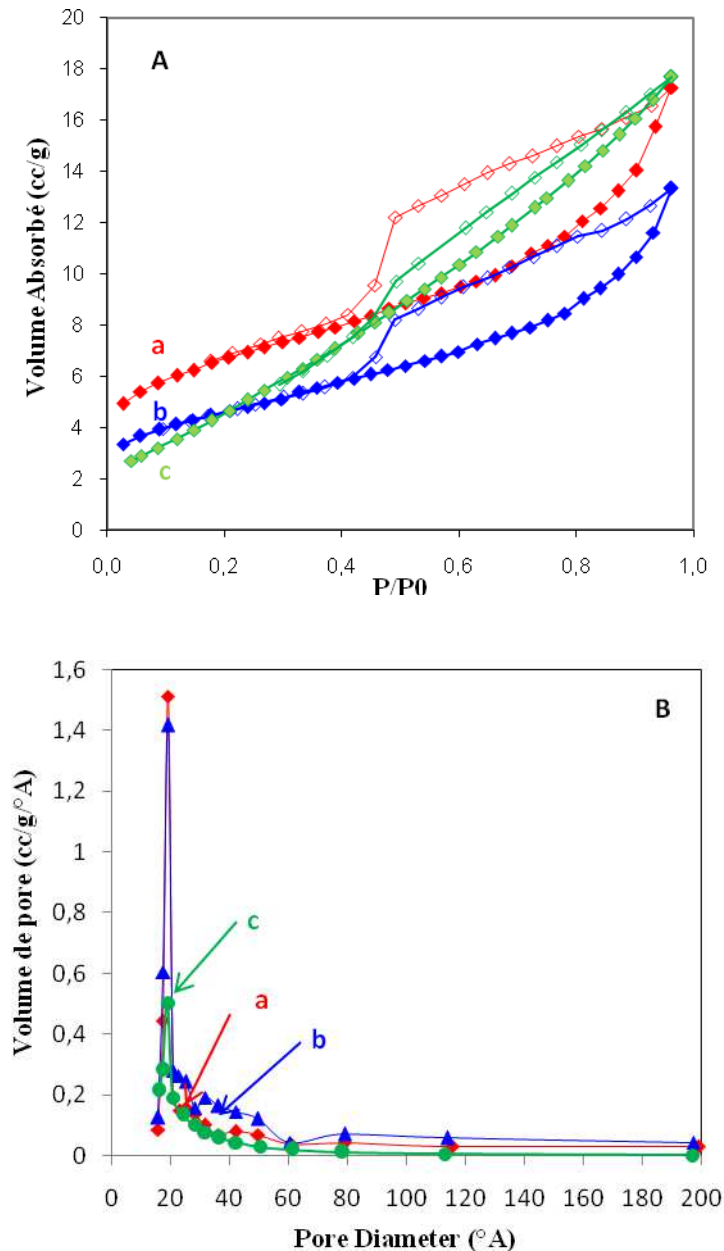 A
Volume Absorbé (cc/g)
20
18
16
14
12
10
8
6
4
2
0
a
b
c
0,0 0,2 0,4 0,6 0,8 1,0
P/P0
B
Volume de pore (cc/g/°A)
1,6
1,4
1,2
1
0,8
0,6
0,4
0,2
0
c
a
b
0 20 40 60 80 100 120 140 160 180 200
Pore Diameter (°A)